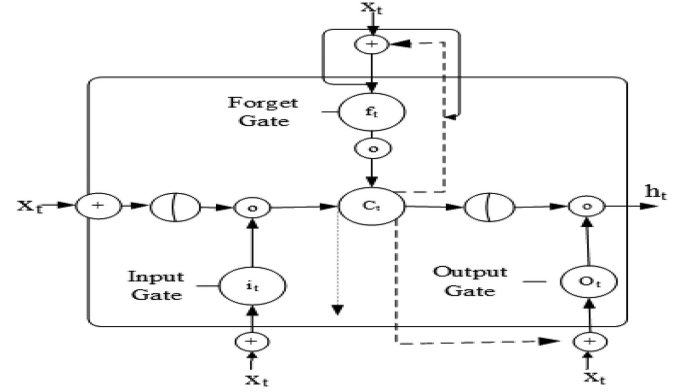 xₜ
+
Forget
Gate
fₜ
o
Xₜ
+
o
Cₜ
o
hₜ
Input
Gate
iₜ
Output
Gate
Oₜ
+
+
xₜ
xₜ